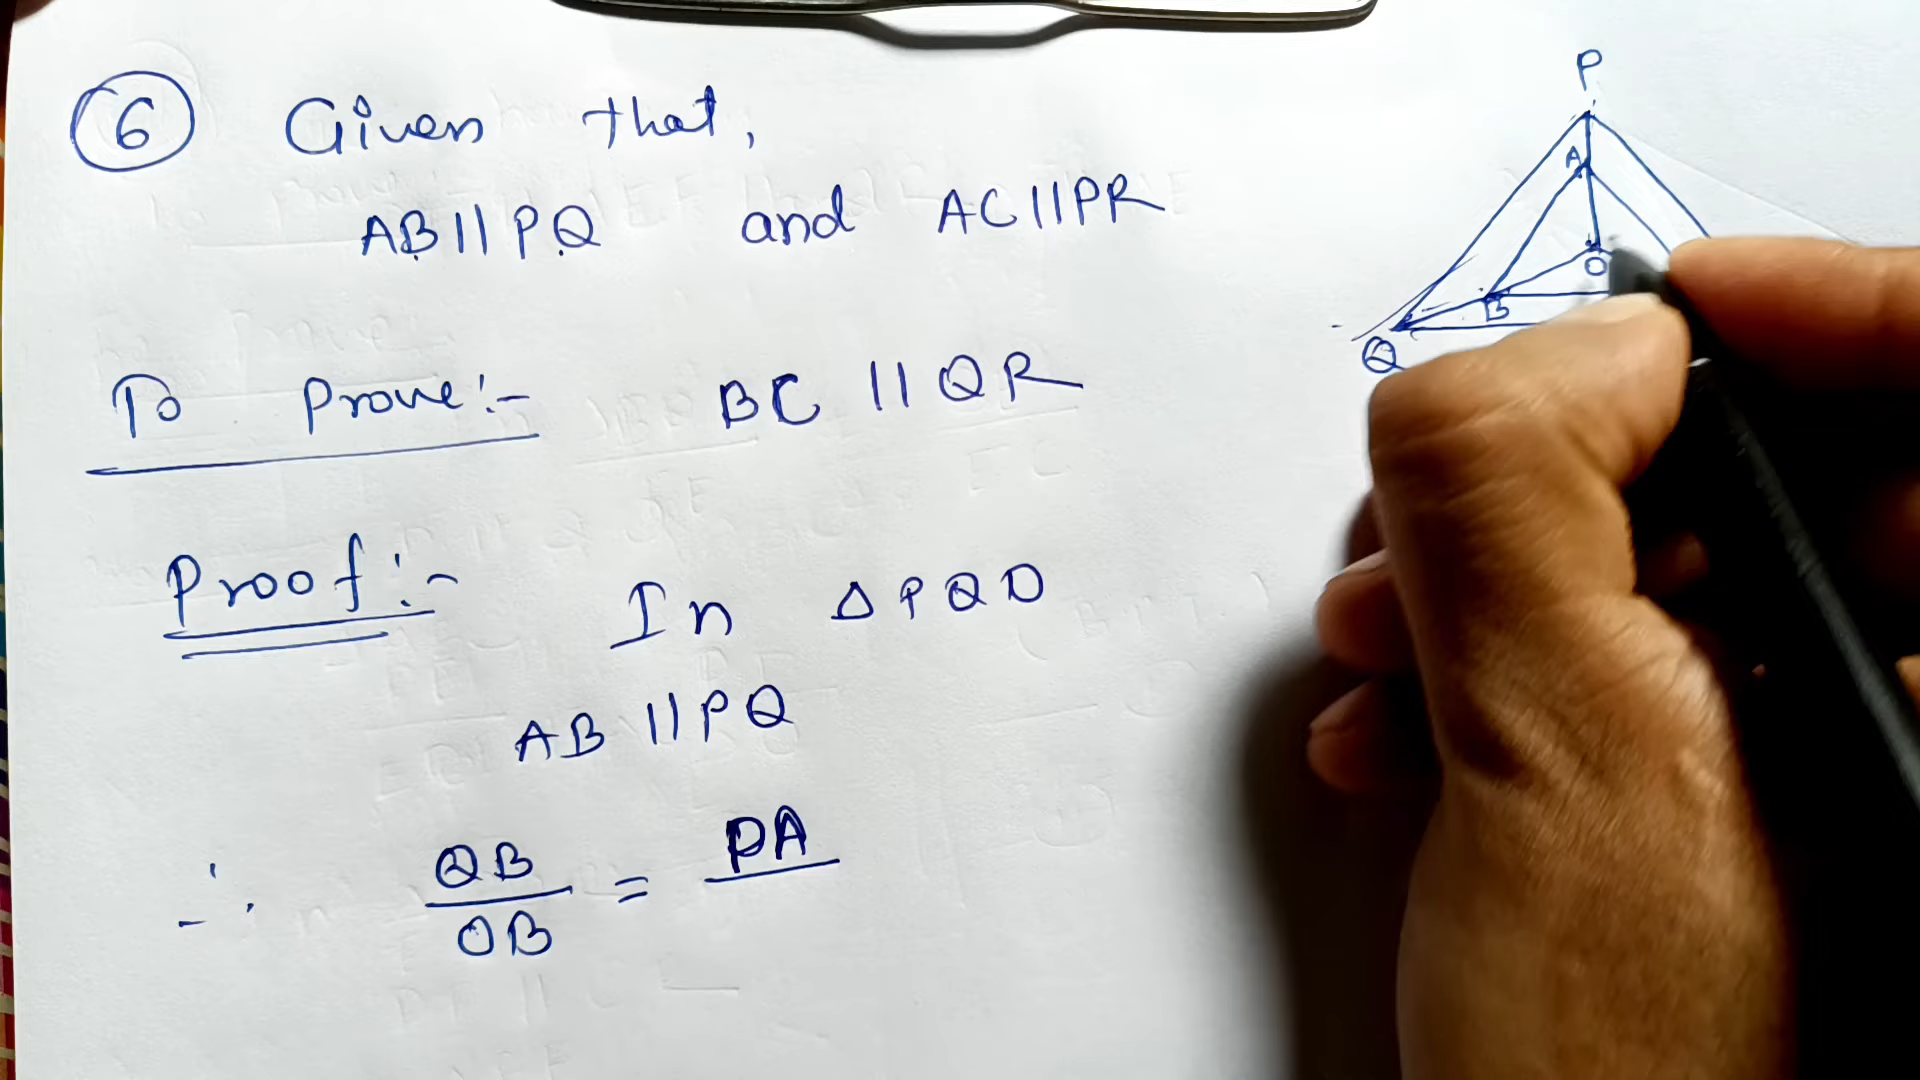 6 Given that,
AB || PQ and AC || PR
To Prove:- BC || QR
Proof:- In Δ PQO
AB || PQ
∴ QB/OB = PA/
P
A
O
B
Q